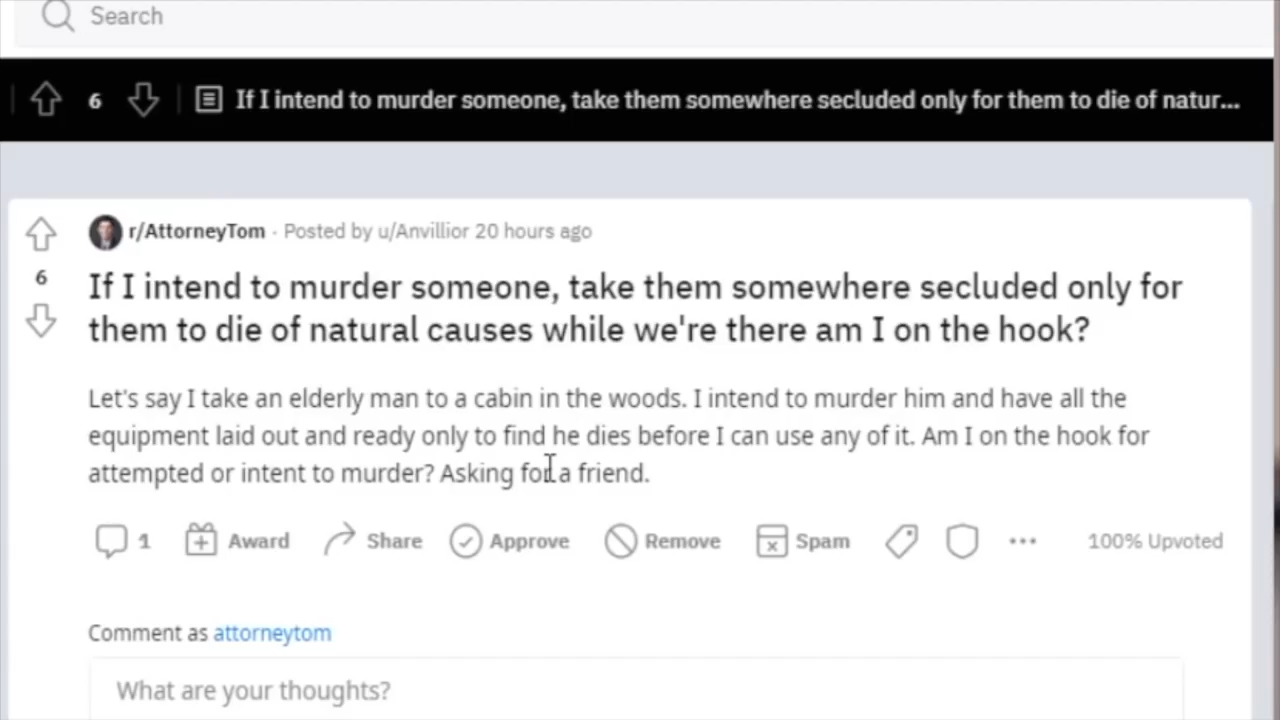 Search
6 If I intend to murder someone, take them somewhere secluded only for them to die of natur...
r/AttorneyTom · Posted by u/Anvillior 20 hours ago
6
If I intend to murder someone, take them somewhere secluded only for
them to die of natural causes while we're there am I on the hook?
Let's say I take an elderly man to a cabin in the woods. I intend to murder him and have all the
equipment laid out and ready only to find he dies before I can use any of it. Am I on the hook for
attempted or intent to murder? Asking for a friend.
1 Award Share Approve Remove Spam ... 100% Upvoted
Comment as attorneytom
What are your thoughts?